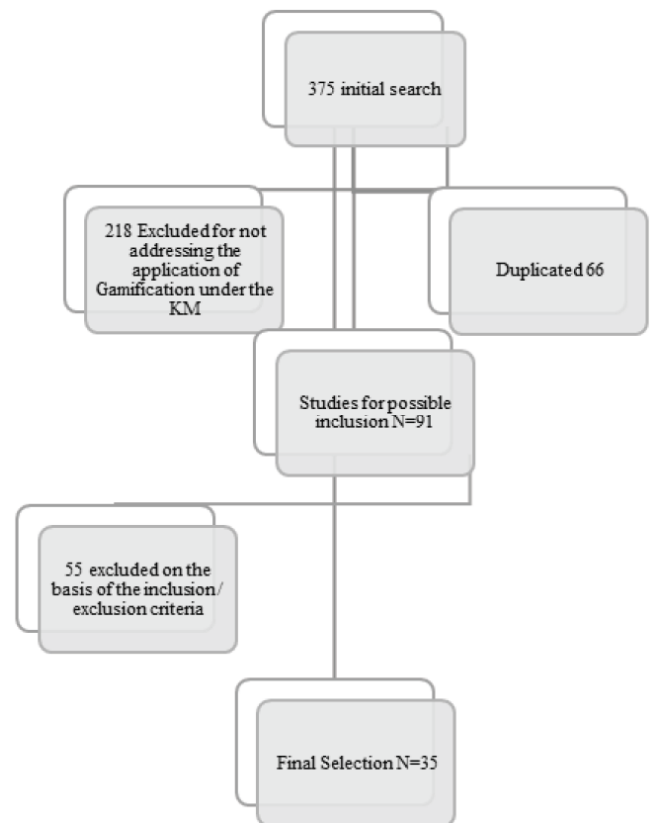 375 initial search
218 Excluded for not
addressing the
application of
Gamification under the
KM
Duplicated 66
Studies for possible
inclusion N=91
55 excluded on the
basis of the inclusion/
exclusion criteria
Final Selection N=35